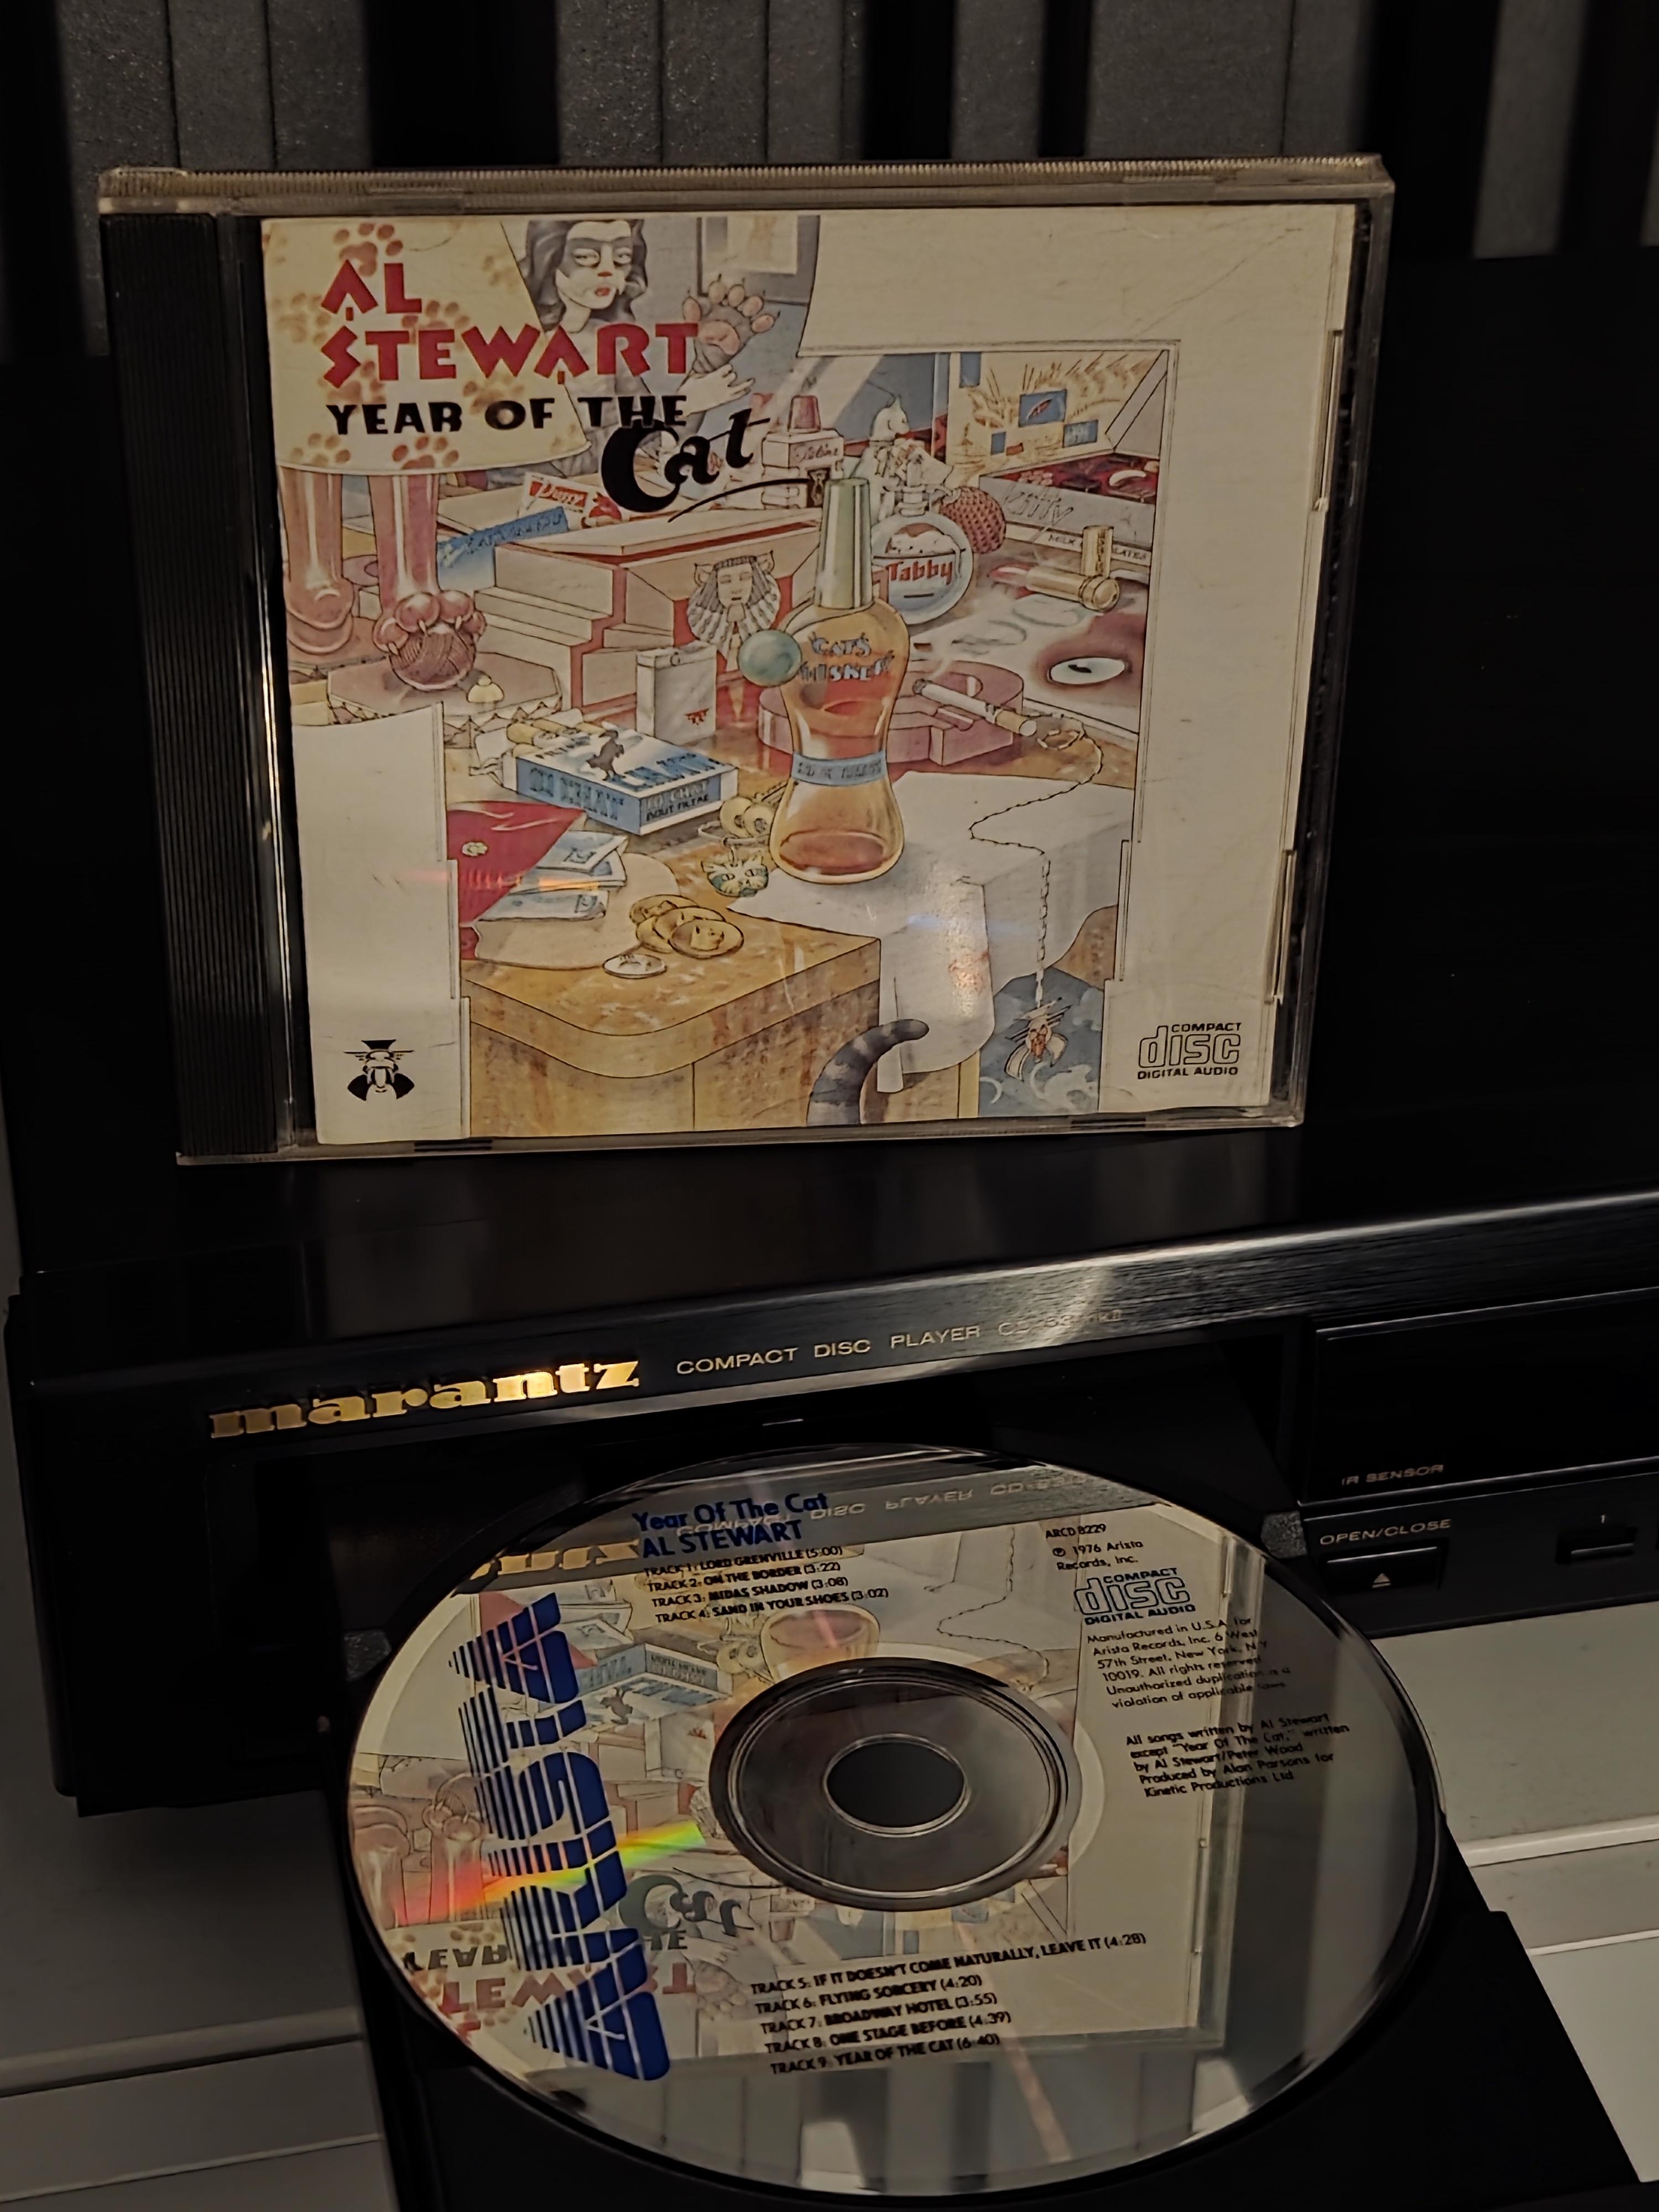 AL
STEWART
YEAR OF THE
Cat
Tabby
CAT'S
COMPACT
disc
DIGITAL AUDIO
marantz COMPACT DISC PLAYER
IR SENSOR
OPEN/CLOSE
1
Year Of The Cat
AL STEWART
TRACK 1: LORD GRENVILLE (5:00)
TRACK 2: ON THE BORDER (3:22)
TRACK 3: MIDAS SHADOW (3:08)
TRACK 4: SAND IN YOUR SHOES (3:02)
ARCD 8229
℗ 1976 Arista
Records, Inc.
COMPACT
disc
DIGITAL AUDIO
Manufactured in U.S.A. for
Arista Records, Inc. 6 West
57th Street, New York, N.Y.
10019. All rights reserved.
Unauthorized duplication is a
violation of applicable laws.
All songs written by Al Stewart
except "Year Of The Cat," written
by Al Stewart/Peter Wood
Produced by Alan Parsons for
Kinetic Productions Ltd
ARISTA
TRACK 5: IF IT DOESN'T COME NATURALLY, LEAVE IT (4:28)
TRACK 6: FLYING SORCERY (4:20)
TRACK 7: BROADWAY HOTEL (3:55)
TRACK 8: ONE STAGE BEFORE (4:39)
TRACK 9: YEAR OF THE CAT (6:40)